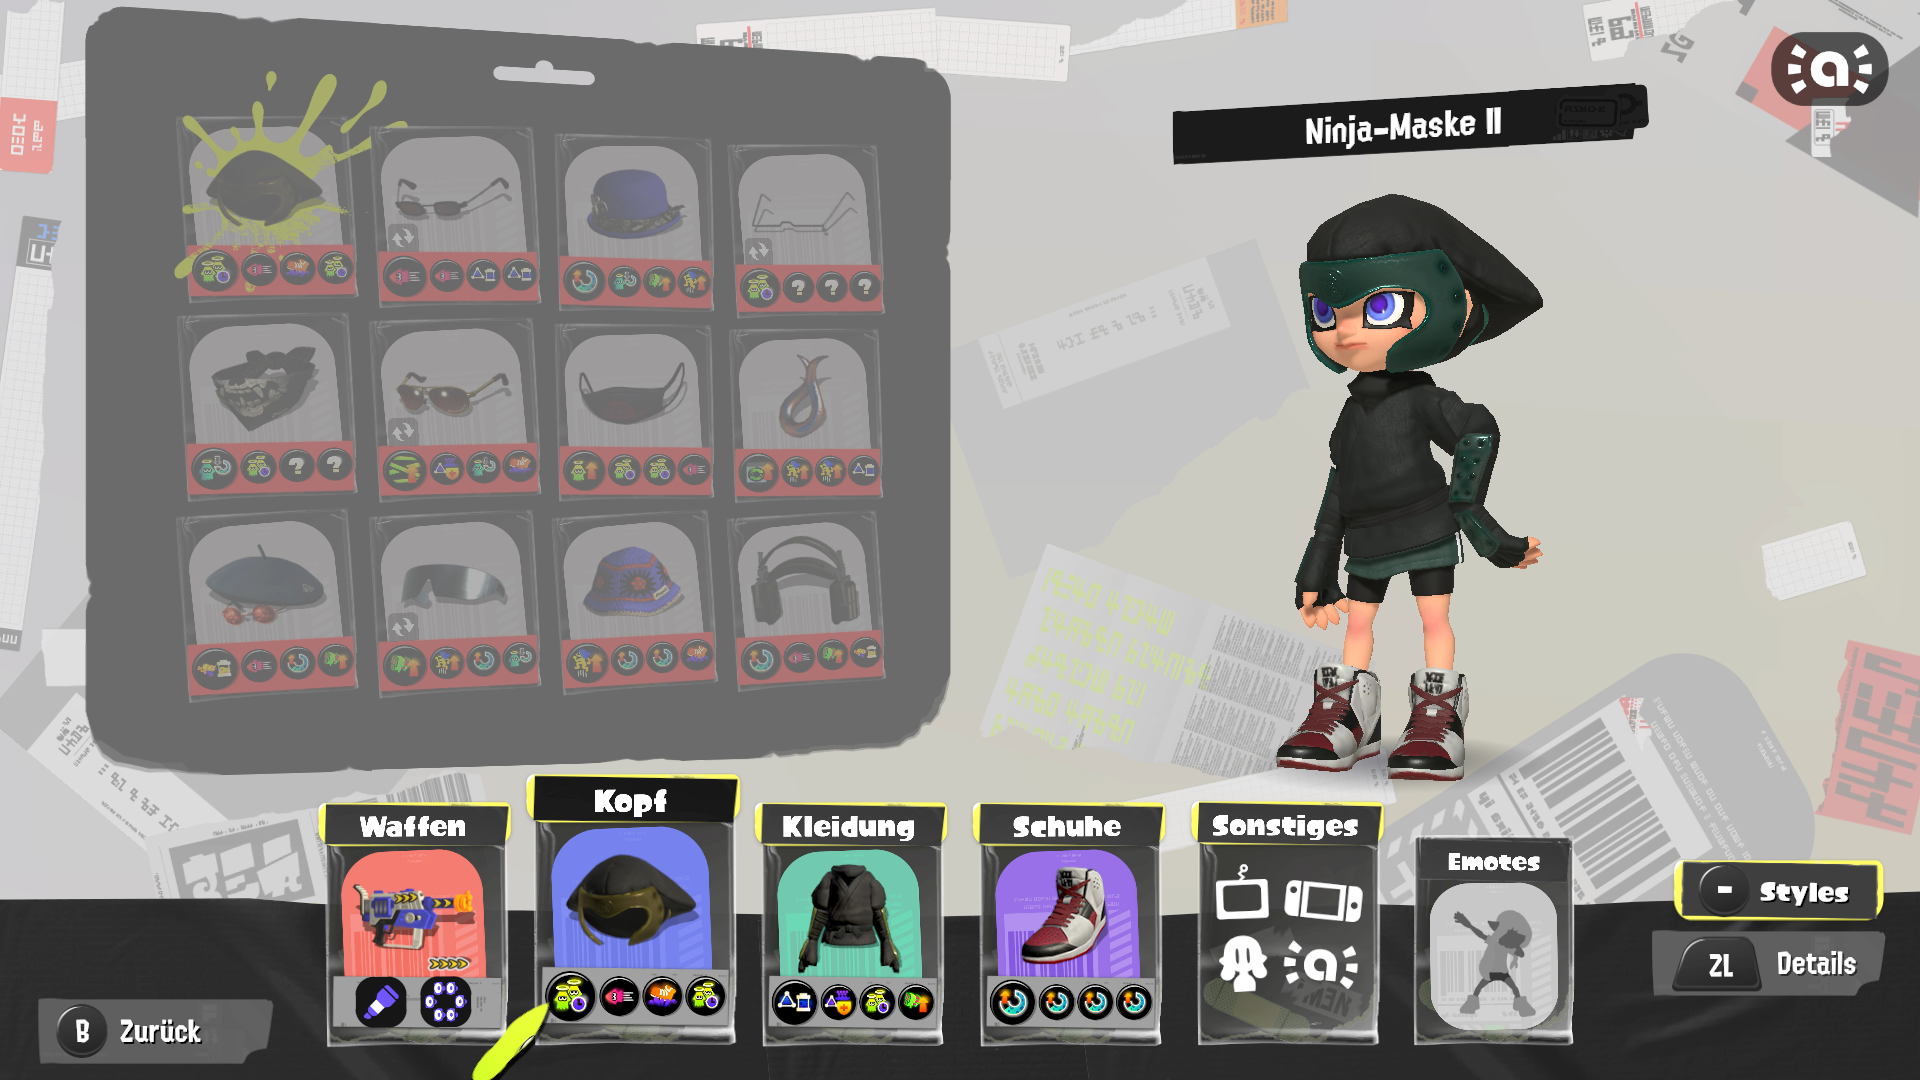 Ninja-Maske II
Waffen
Kopf
Kleidung
Schuhe
Sonstiges
Emotes
- Styles
ZL Details
B Zurück